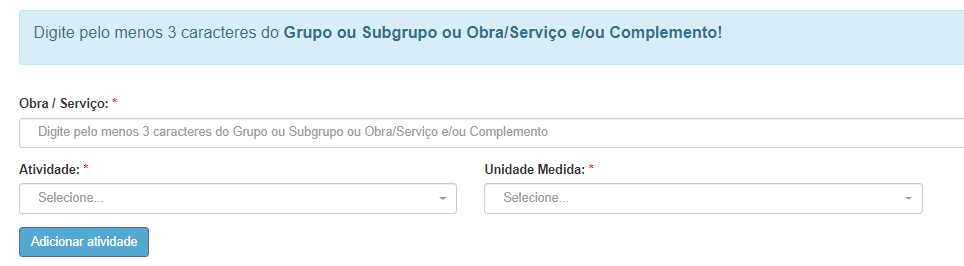 Digite pelo menos 3 caracteres do Grupo ou Subgrupo ou Obra/Serviço e/ou Complemento!
Obra / Serviço: *
Digite pelo menos 3 caracteres do Grupo ou Subgrupo ou Obra/Serviço e/ou Complemento
Atividade: * Unidade Medida: *
Selecione... Selecione...
Adicionar atividade